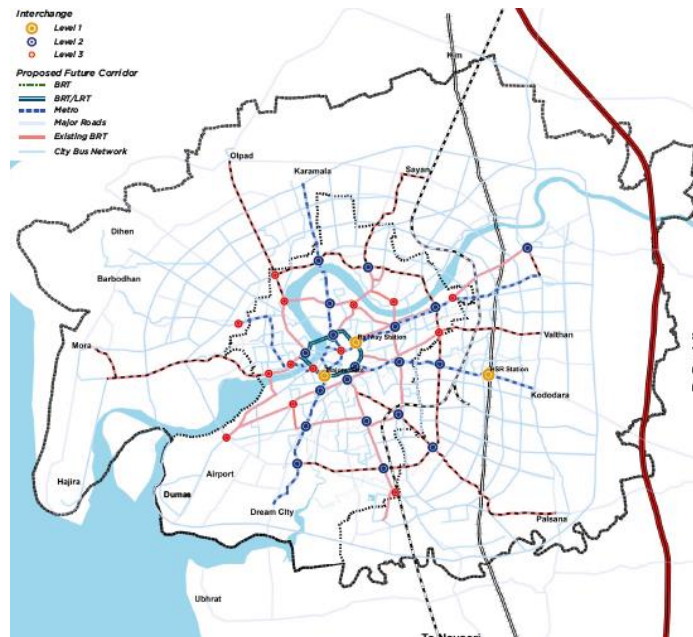 Interchange
Level 1
Level 2
Level 3
Proposed Future Corridor
BRT
BRT/LRT
Metro
Major Roads
Existing BRT
City Bus Network
Him
Olpad
Karamala
Sayan
Dihen
Barbodhan
Mora
Railway Station
Valthan
HSR Station
Kododara
Airport
Hajira
Dumas
Dream City
Palsana
Ubhrat